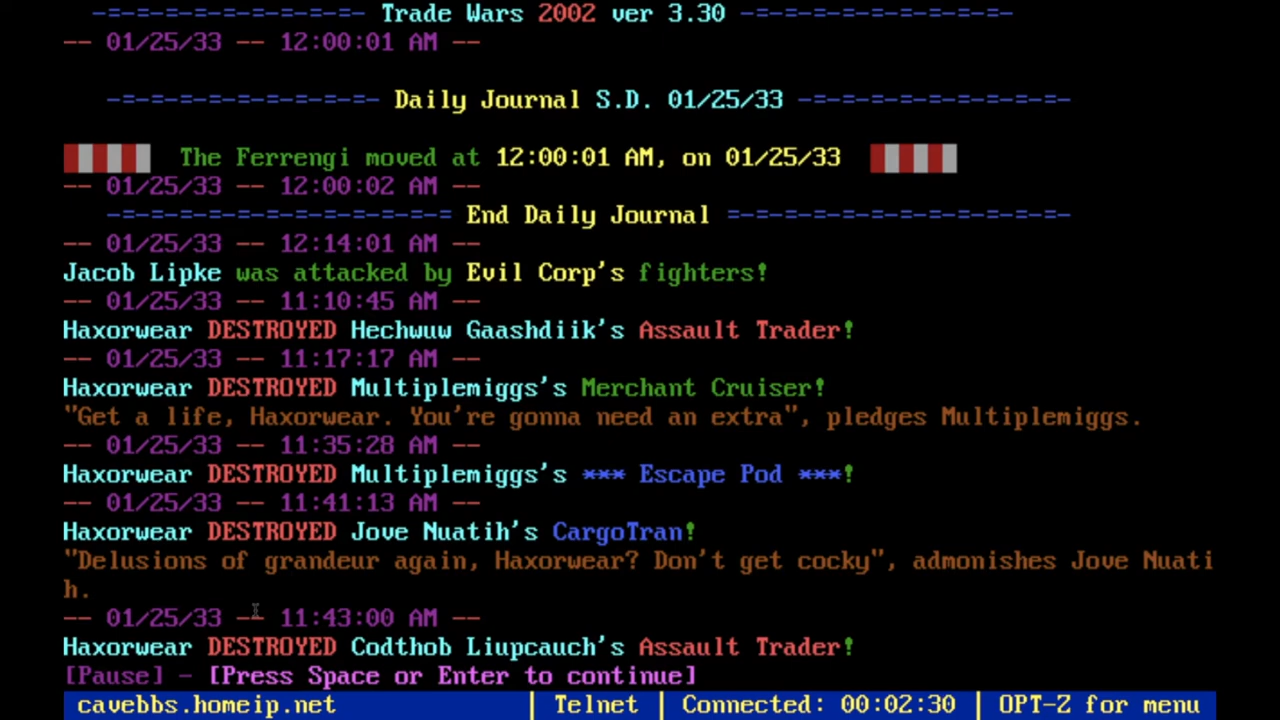 -=-=-=-=-=-=-=-=-=- Trade Wars 2002 ver 3.30 -=-=-=-=-=-=-=-=-=-
-- 01/25/33 -- 12:00:01 AM --
-=-=-=-=-=-=-=-=-=- Daily Journal S.D. 01/25/33 -=-=-=-=-=-=-=-=-=-
The Ferrengi moved at 12:00:01 AM, on 01/25/33
-- 01/25/33 -- 12:00:02 AM --
-=-=-=-=-=-=-=-=-=-=-=-= End Daily Journal -=-=-=-=-=-=-=-=-=-=-=-=-
-- 01/25/33 -- 12:14:01 AM --
Jacob Lipke was attacked by Evil Corp's fighters!
-- 01/25/33 -- 11:10:45 AM --
Haxorwear DESTROYED Hechwuw Gaashdiik's Assault Trader!
-- 01/25/33 -- 11:17:17 AM --
Haxorwear DESTROYED Multiplemiggs's Merchant Cruiser!
"Get a life, Haxorwear. You're gonna need an extra", pledges Multiplemiggs.
-- 01/25/33 -- 11:35:28 AM --
Haxorwear DESTROYED Multiplemiggs's *** Escape Pod ***!
-- 01/25/33 -- 11:41:13 AM --
Haxorwear DESTROYED Jove Nuatih's CargoTran!
"Delusions of grandeur again, Haxorwear? Don't get cocky", admonishes Jove Nuati
h.
-- 01/25/33 -- 11:43:00 AM --
Haxorwear DESTROYED Codthob Liupcauch's Assault Trader!
[Pause] - [Press Space or Enter to continue]
cavebbs.homeip.net | Telnet | Connected: 00:02:30 | OPT-Z for menu